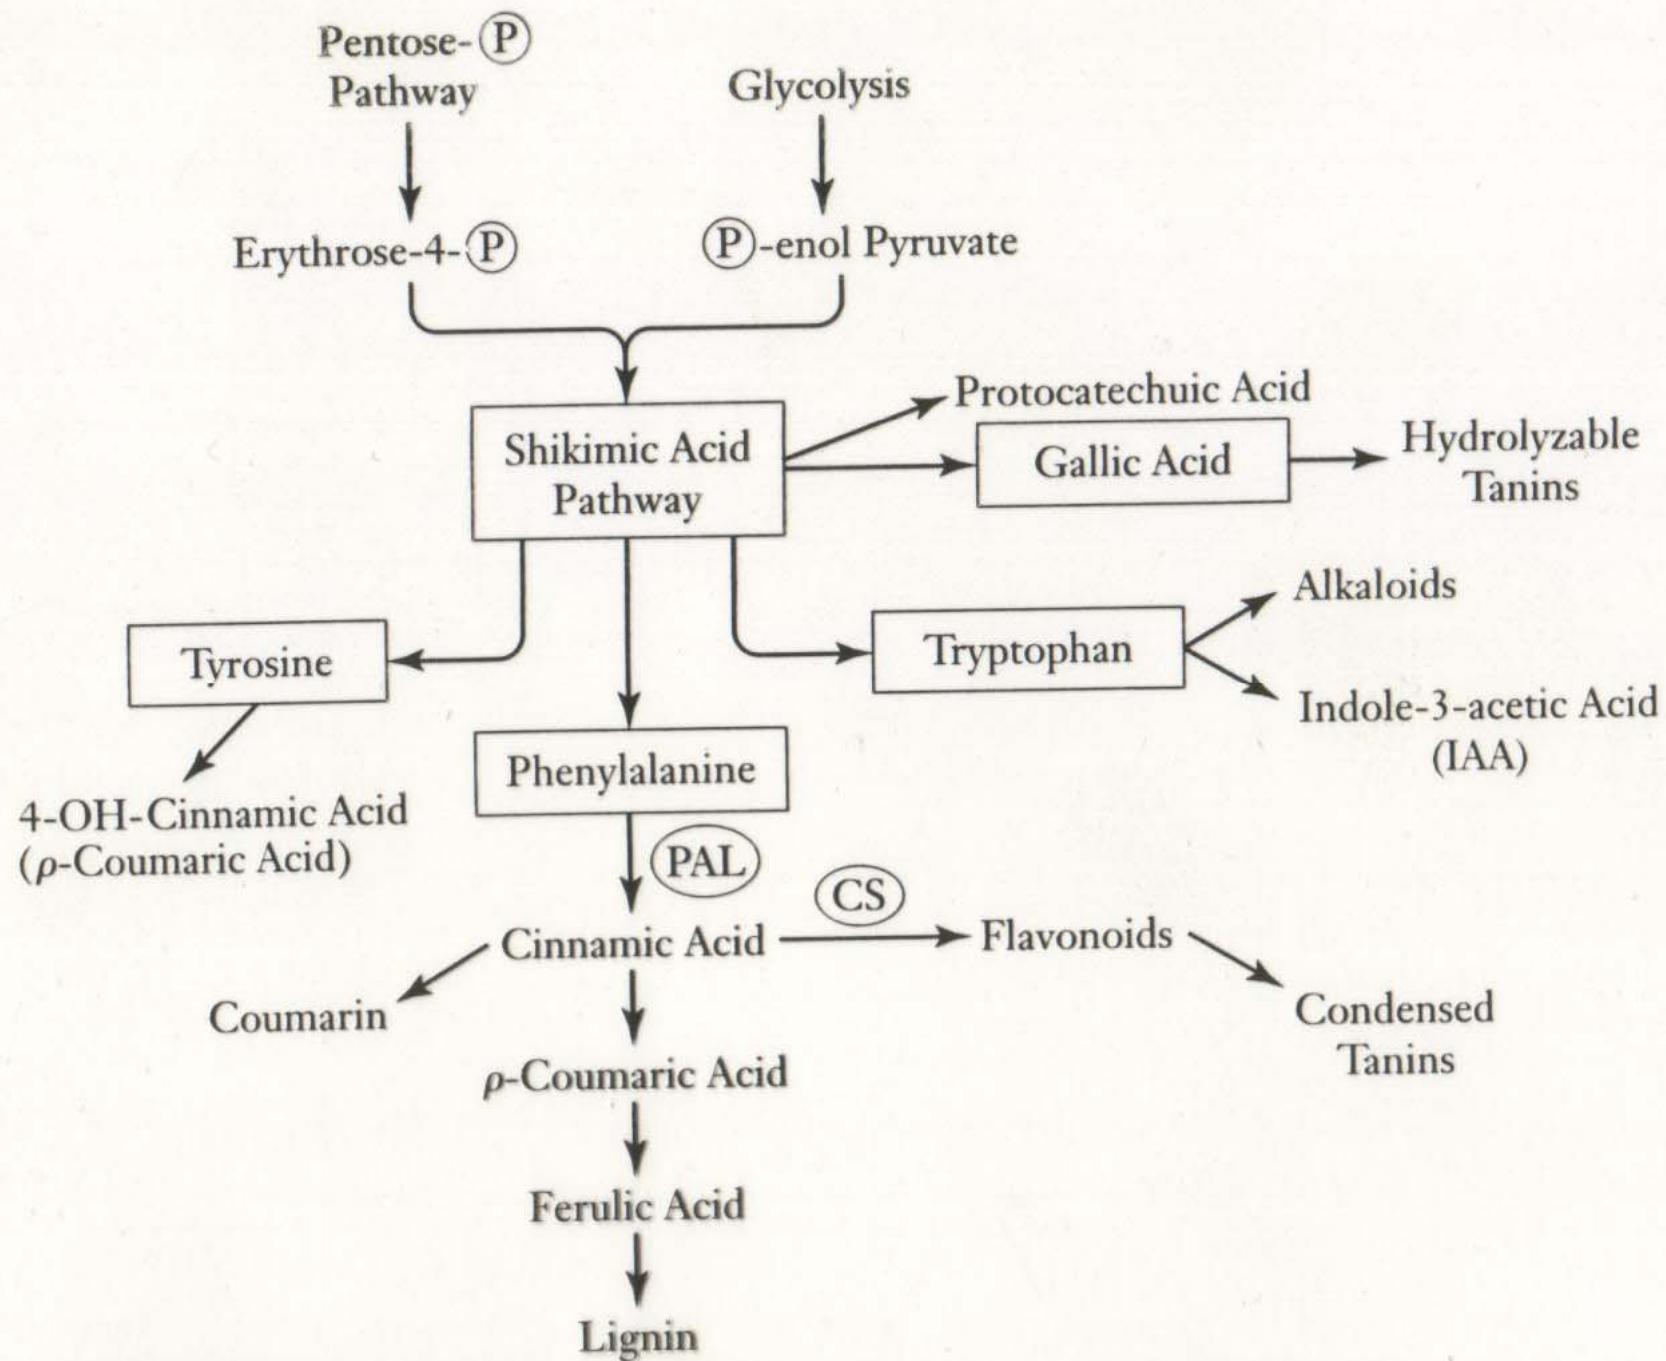 Pentose-Ⓟ
Pathway
Glycolysis
Erythrose-4-Ⓟ
Ⓟ-enol Pyruvate
Shikimic Acid
Pathway
Protocatechuic Acid
Gallic Acid
Hydrolyzable
Tanins
Alkaloids
Tyrosine
Tryptophan
Indole-3-acetic Acid
(IAA)
Phenylalanine
4-OH-Cinnamic Acid
(ρ-Coumaric Acid)
PAL
CS
Cinnamic Acid
Flavonoids
Coumarin
Condensed
Tanins
ρ-Coumaric Acid
Ferulic Acid
Lignin